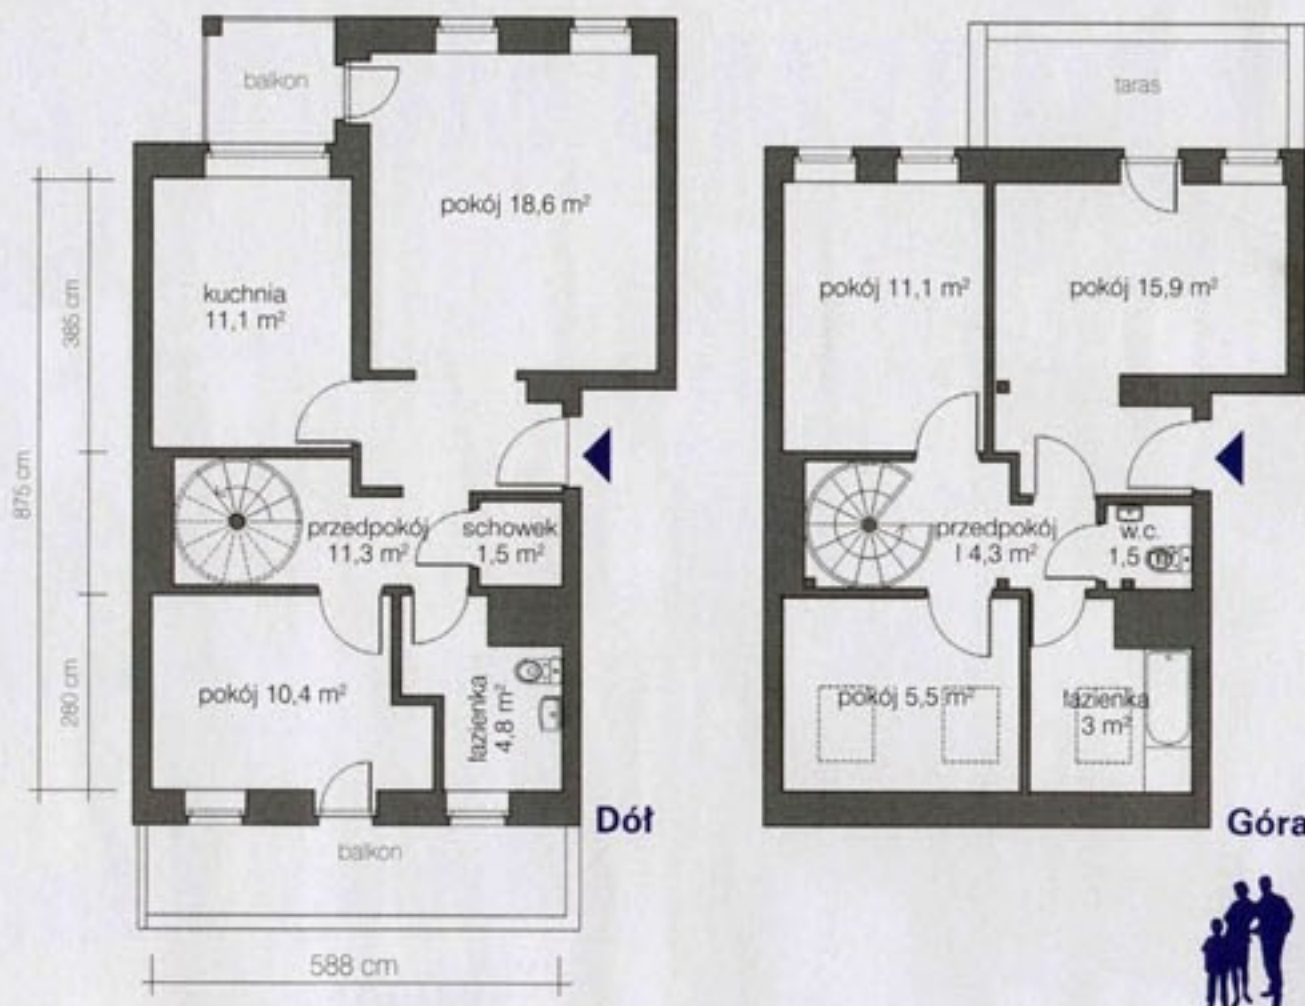 balkon
pokój 18,6 m²
kuchnia
11,1 m²
385 cm
875 cm
280 cm
przedpokój
11,3 m²
schowek
1,5 m²
pokój 10,4 m²
łazienka
4,8 m²
balkon
588 cm
Dół
taras
pokój 11,1 m²
pokój 15,9 m²
przedpokój
I 4,3 m²
w.c.
1,5 m²
pokój 5,5 m²
łazienka
3 m²
Góra